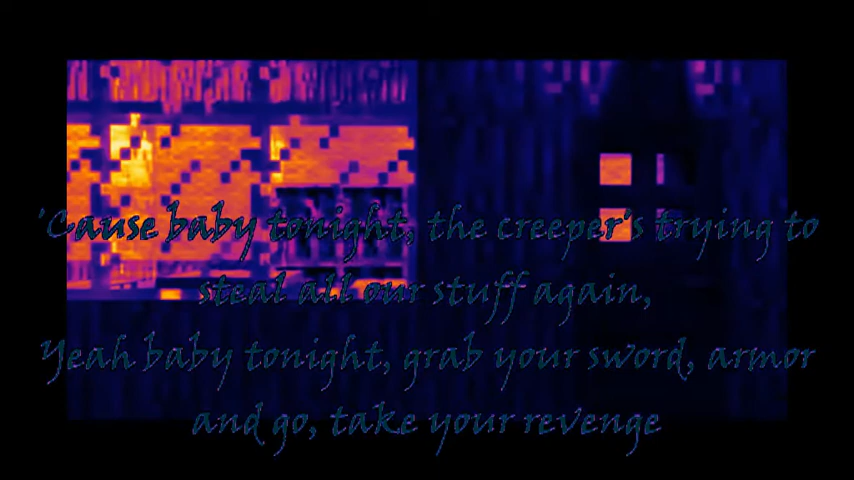 'Cause baby tonight, the creeper's trying to
steal all our stuff again,
Yeah baby tonight, grab your sword, armor
and go, take your revenge